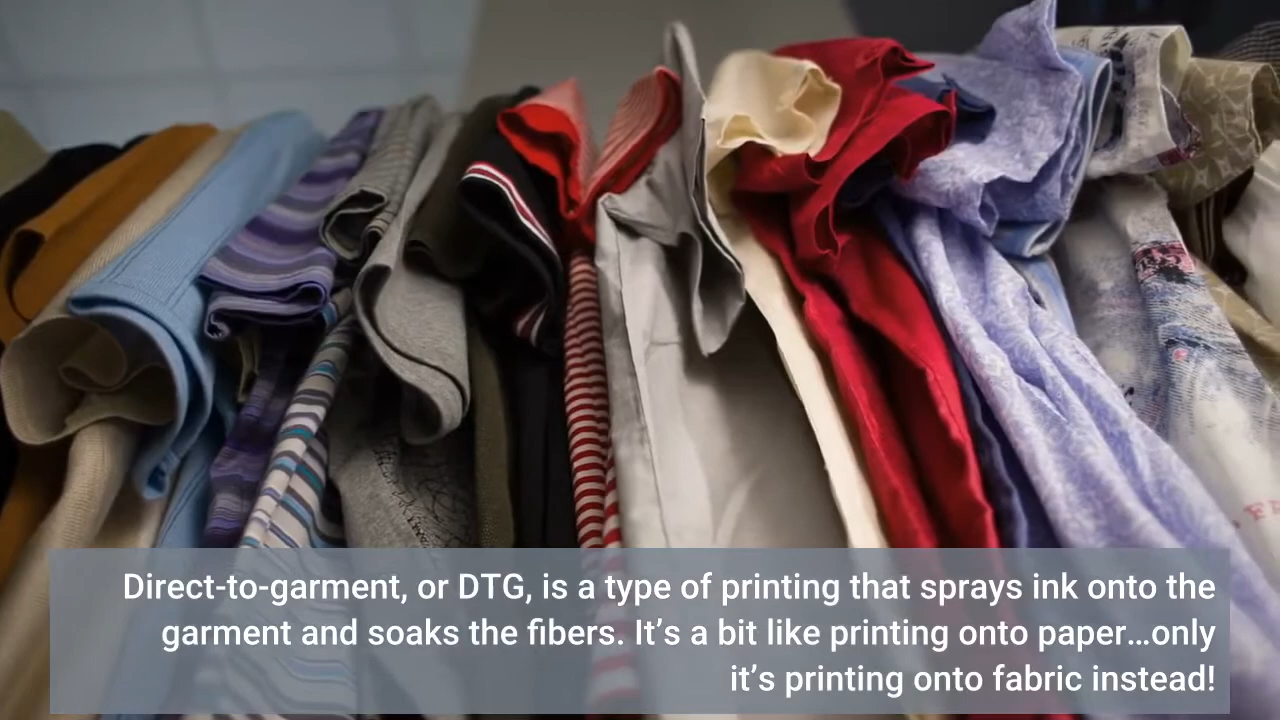 Direct-to-garment, or DTG, is a type of printing that sprays ink onto the
garment and soaks the fibers. It’s a bit like printing onto paper…only
it’s printing onto fabric instead!